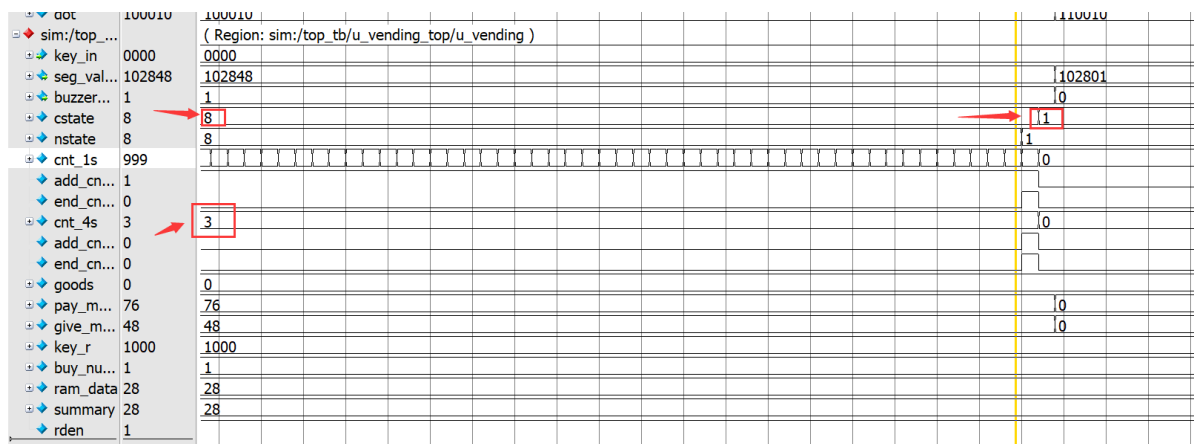 dot 100010 100010 110010
sim:/top_... ( Region: sim:/top_tb/u_vending_top/u_vending )
key_in 0000 0000
seg_val... 102848 102848 102801
buzzer... 1 1 0
cstate 8 8 1
nstate 8 8 1
cnt_1s 999 0
add_cn... 1
end_cn... 0
cnt_4s 3 3 0
add_cn... 0
end_cn... 0
goods 0 0
pay_m... 76 76 0
give_m... 48 48 0
key_r 1000 1000
buy_nu... 1 1
ram_data 28 28
summary 28 28
rden 1